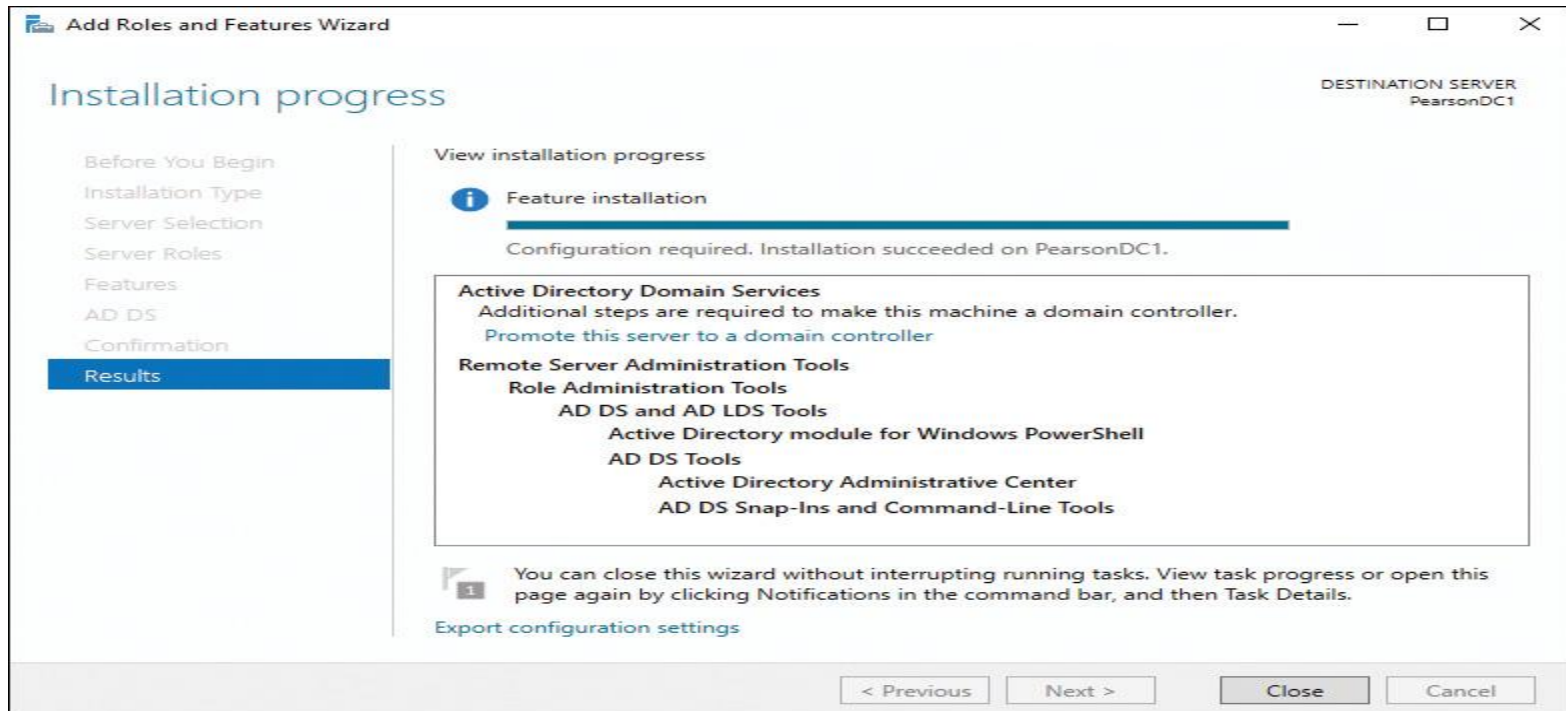 Add Roles and Features Wizard
Installation progress
DESTINATION SERVER
PearsonDC1
Before You Begin
Installation Type
Server Selection
Server Roles
Features
AD DS
Confirmation
Results
View installation progress
Feature installation
Configuration required. Installation succeeded on PearsonDC1.
Active Directory Domain Services
Additional steps are required to make this machine a domain controller.
Promote this server to a domain controller
Remote Server Administration Tools
Role Administration Tools
AD DS and AD LDS Tools
Active Directory module for Windows PowerShell
AD DS Tools
Active Directory Administrative Center
AD DS Snap-Ins and Command-Line Tools
1
You can close this wizard without interrupting running tasks. View task progress or open this
page again by clicking Notifications in the command bar, and then Task Details.
Export configuration settings
< Previous
Next >
Close
Cancel